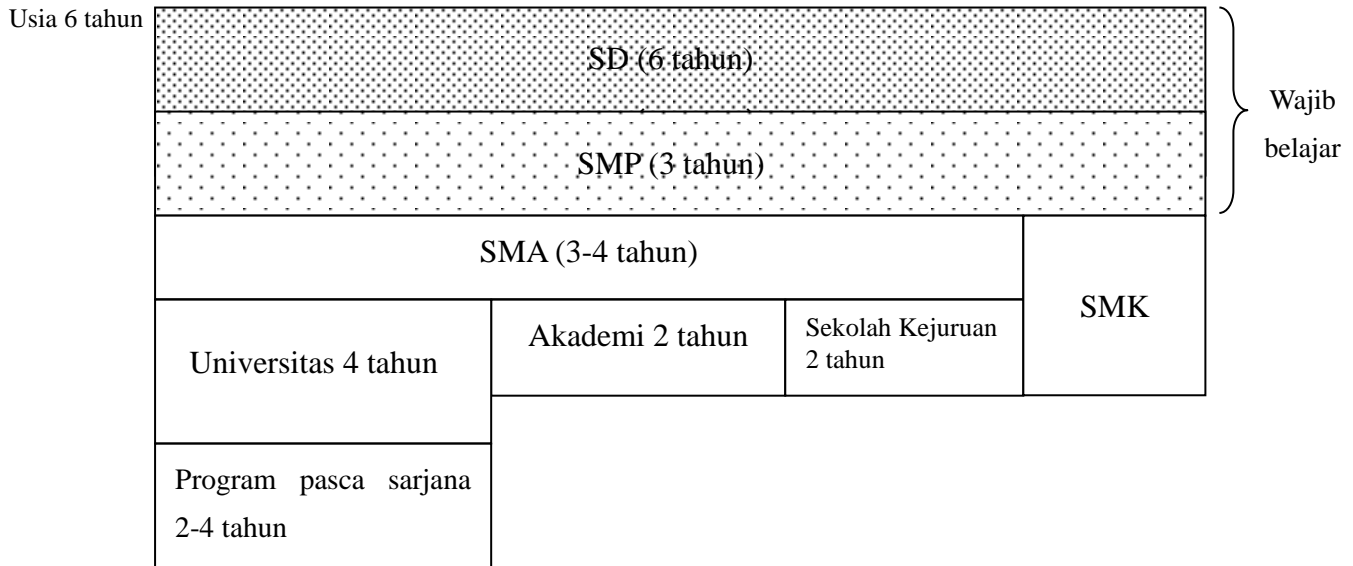 Usia 6 tahun
SD (6 tahun)
Wajib
belajar
SMP (3 tahun)
SMA (3-4 tahun)
SMK
Universitas 4 tahun
Akademi 2 tahun
Sekolah Kejuruan
2 tahun
Program pasca sarjana
2-4 tahun